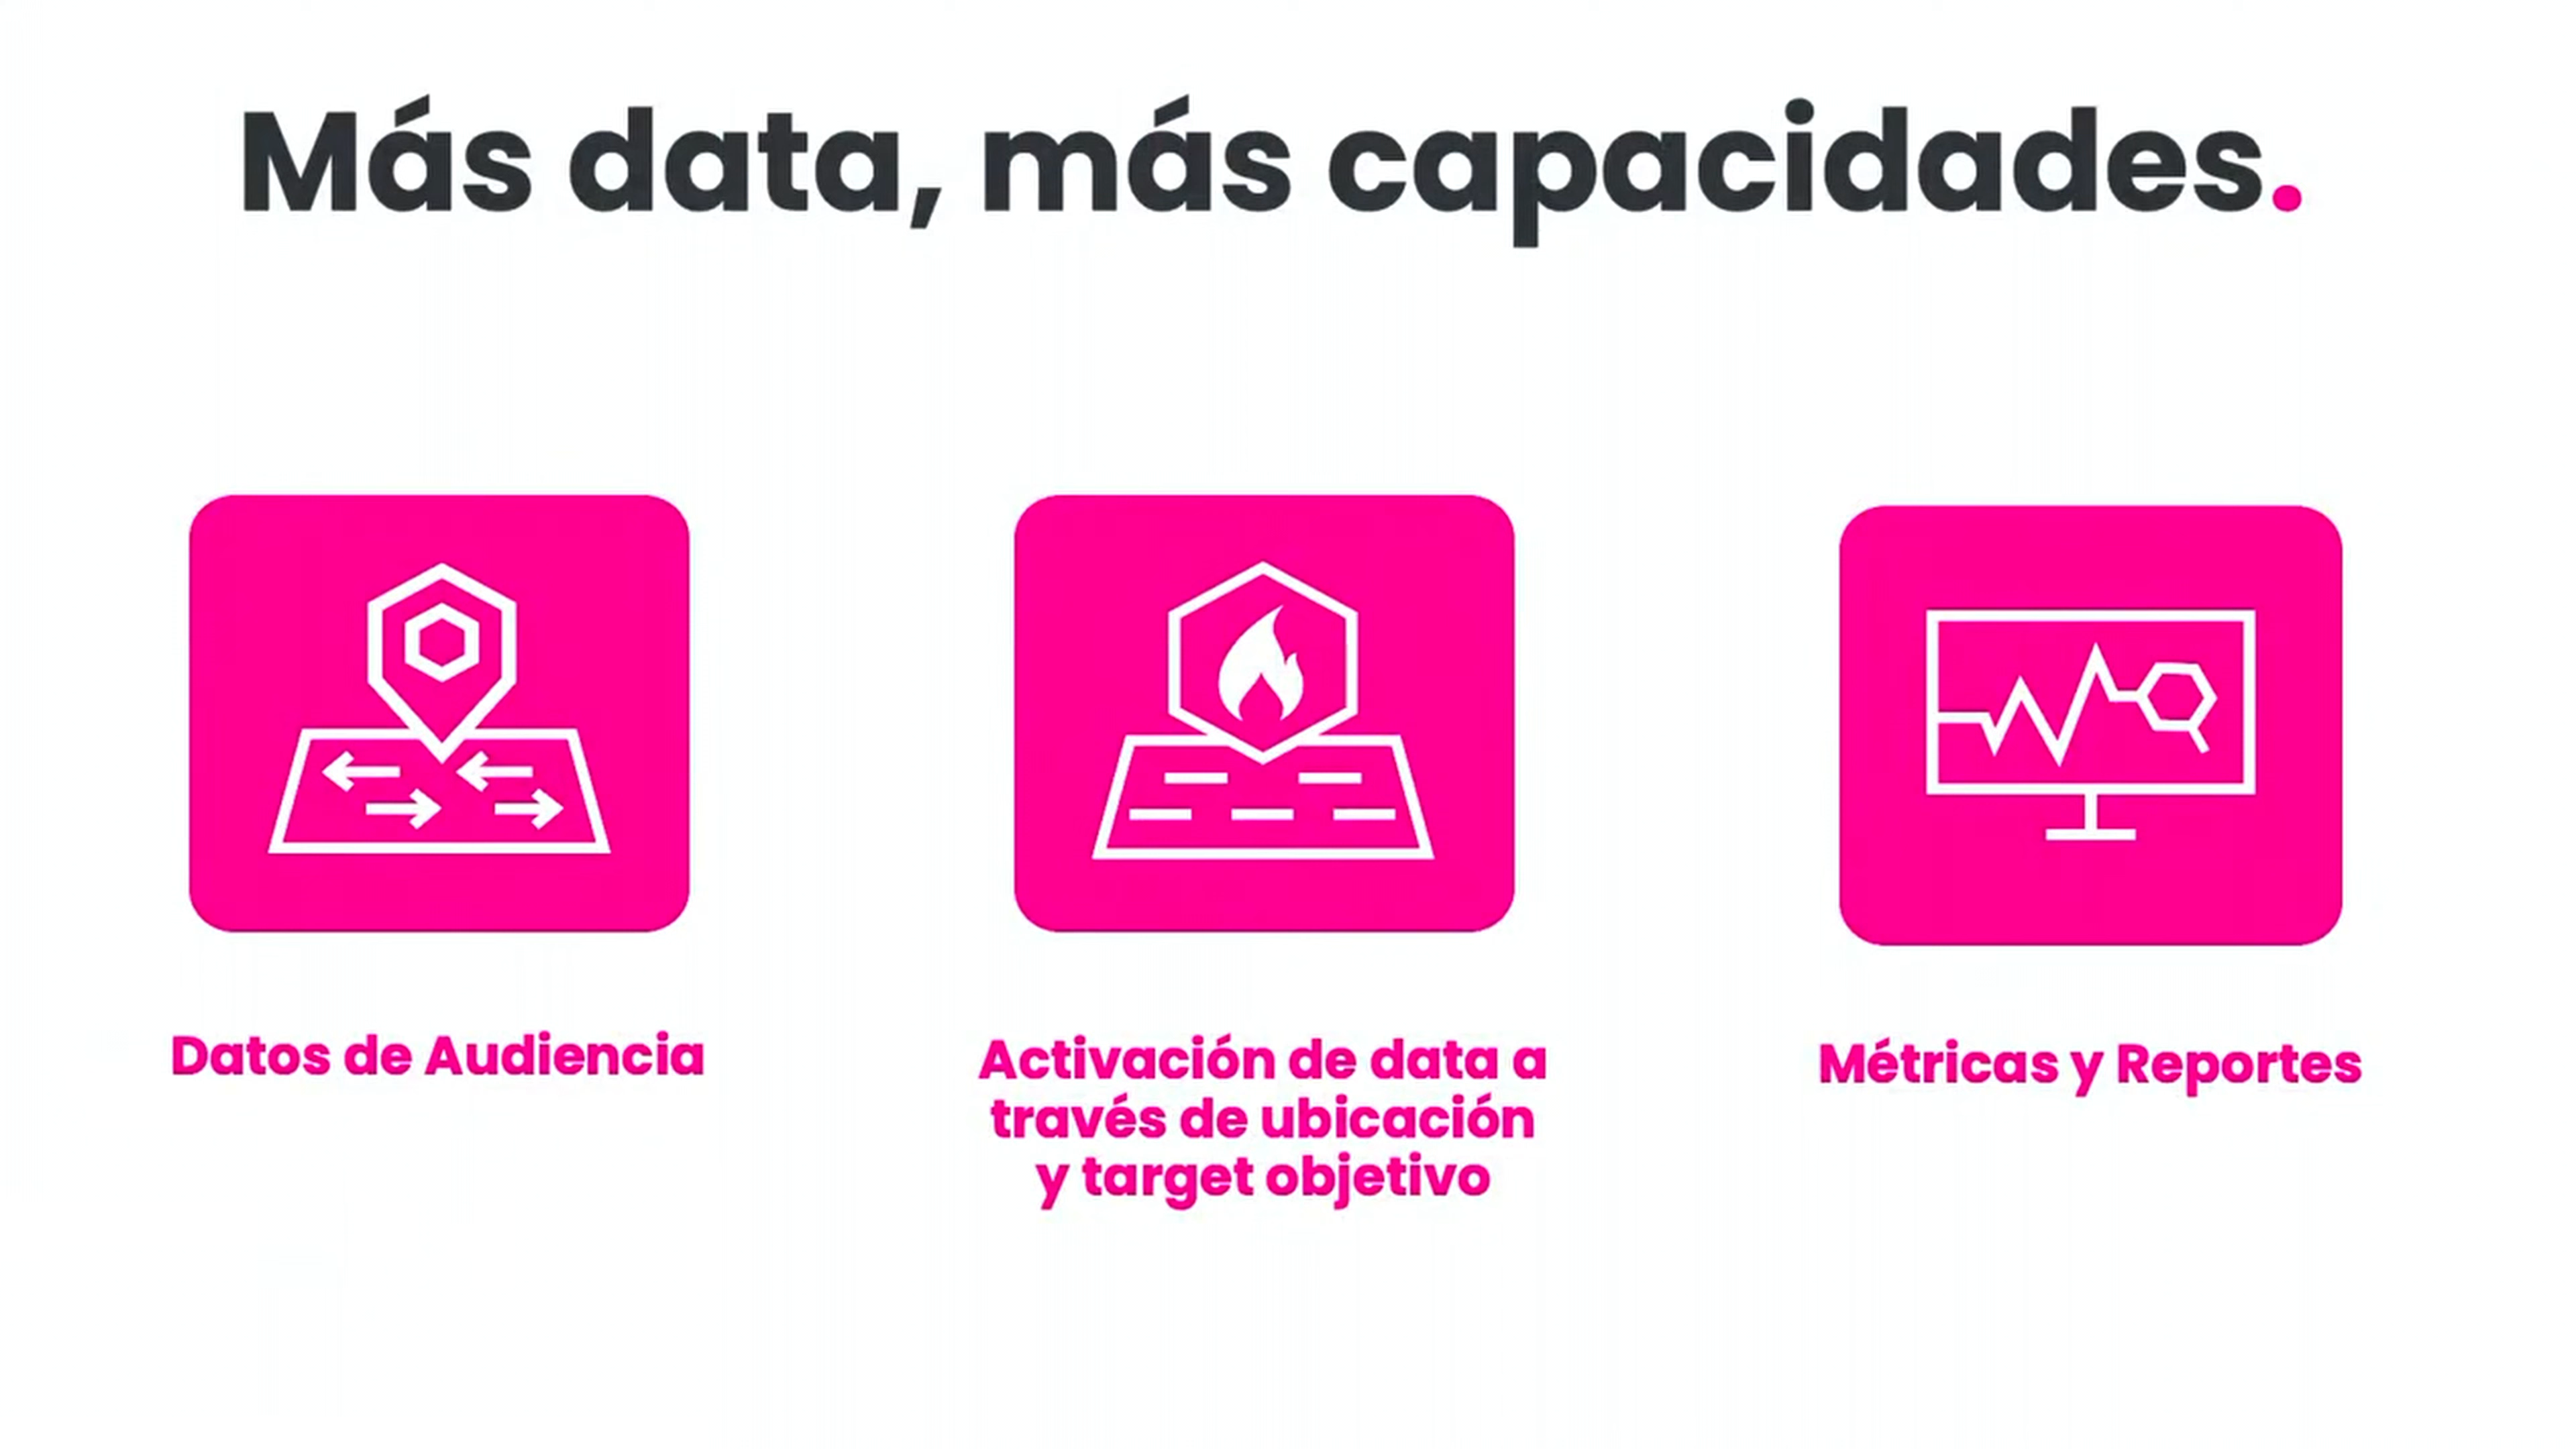 Más data, más capacidades.
Datos de Audiencia
Activación de data a
través de ubicación
y target objetivo
Métricas y Reportes